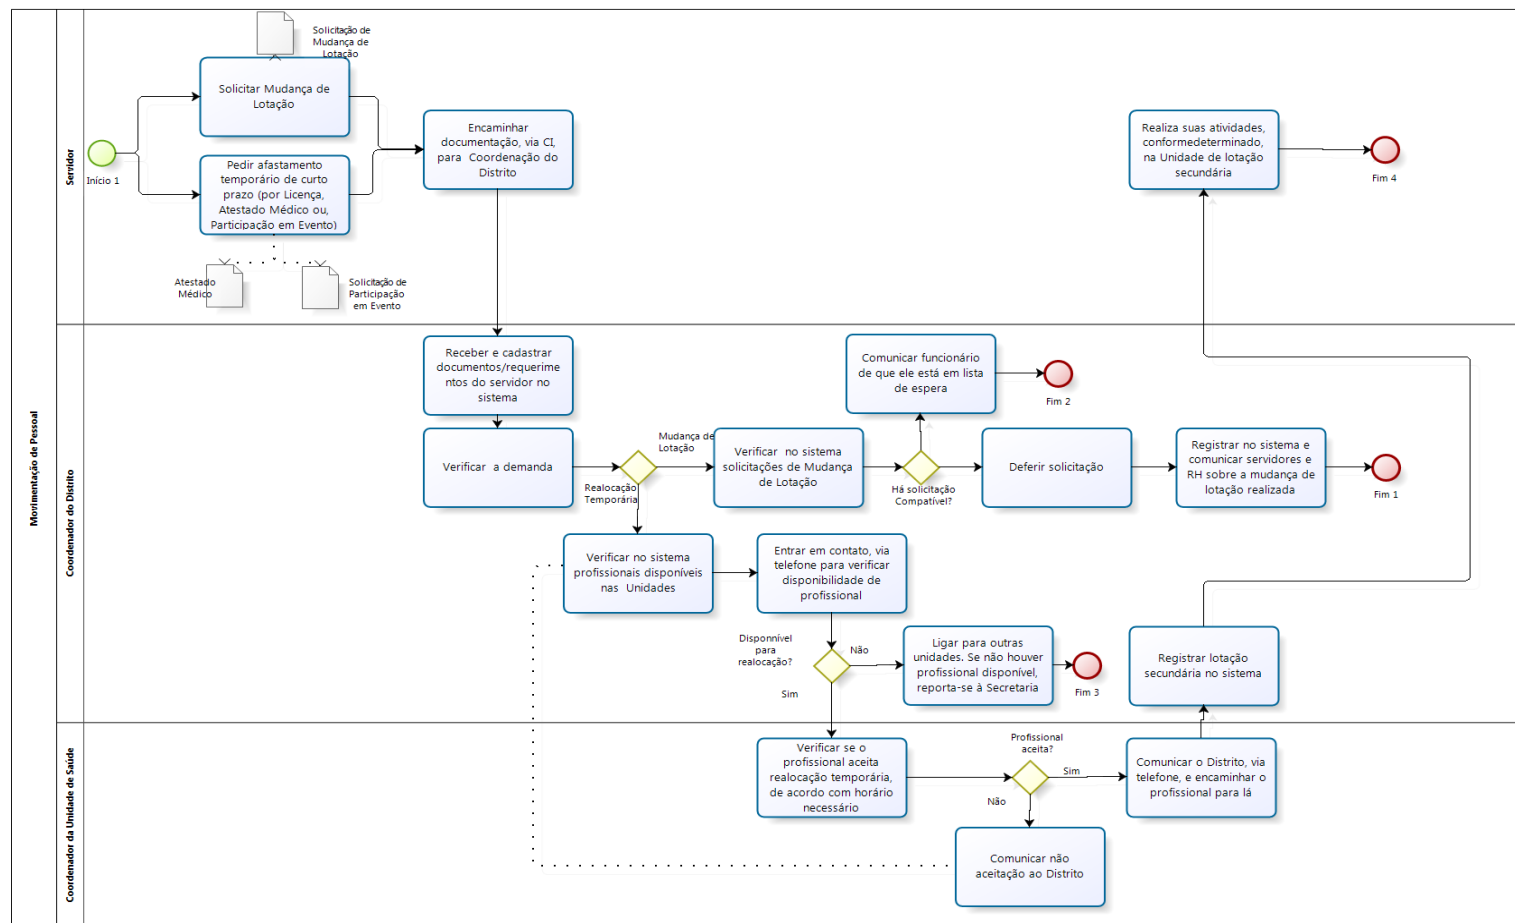 Movimentação de Pessoal
Servidor
Início 1
Solicitação de
Mudança de
Lotação
Solicitar Mudança de
Lotação
Pedir afastamento
temporário de curto
prazo (por Licença,
Atestado Médico ou,
Participação em Evento)
Atestado
Médico
Solicitação de
Participação
em Evento
Encaminhar
documentação, via CI,
para Coordenação do
Distrito
Realiza suas atividades,
conformedeterminado,
na Unidade de lotação
secundária
Fim 4
Coordenador do Distrito
Receber e cadastrar
documentos/requerime
ntos do servidor no
sistema
Verificar a demanda
Mudança de
Lotação
Realocação
Temporária
Verificar no sistema
solicitações de Mudança
de Lotação
Comunicar funcionário
de que ele está em lista
de espera
Fim 2
Há solicitação
Compatível?
Deferir solicitação
Registrar no sistema e
comunicar servidores e
RH sobre a mudança de
lotação realizada
Fim 1
Verificar no sistema
profissionais disponíveis
nas Unidades
Entrar em contato, via
telefone para verificar
disponibilidade de
profissional
Disponnível
para
realocação?
Não
Sim
Ligar para outras
unidades. Se não houver
profissional disponível,
reporta-se à Secretaria
Fim 3
Registrar lotação
secundária no sistema
Coordenador da Unidade de Saúde
Verificar se o
profissional aceita
realocação temporária,
de acordo com horário
necessário
Profissional
aceita?
Sim
Não
Comunicar o Distrito, via
telefone, e encaminhar o
profissional para lá
Comunicar não
aceitação ao Distrito